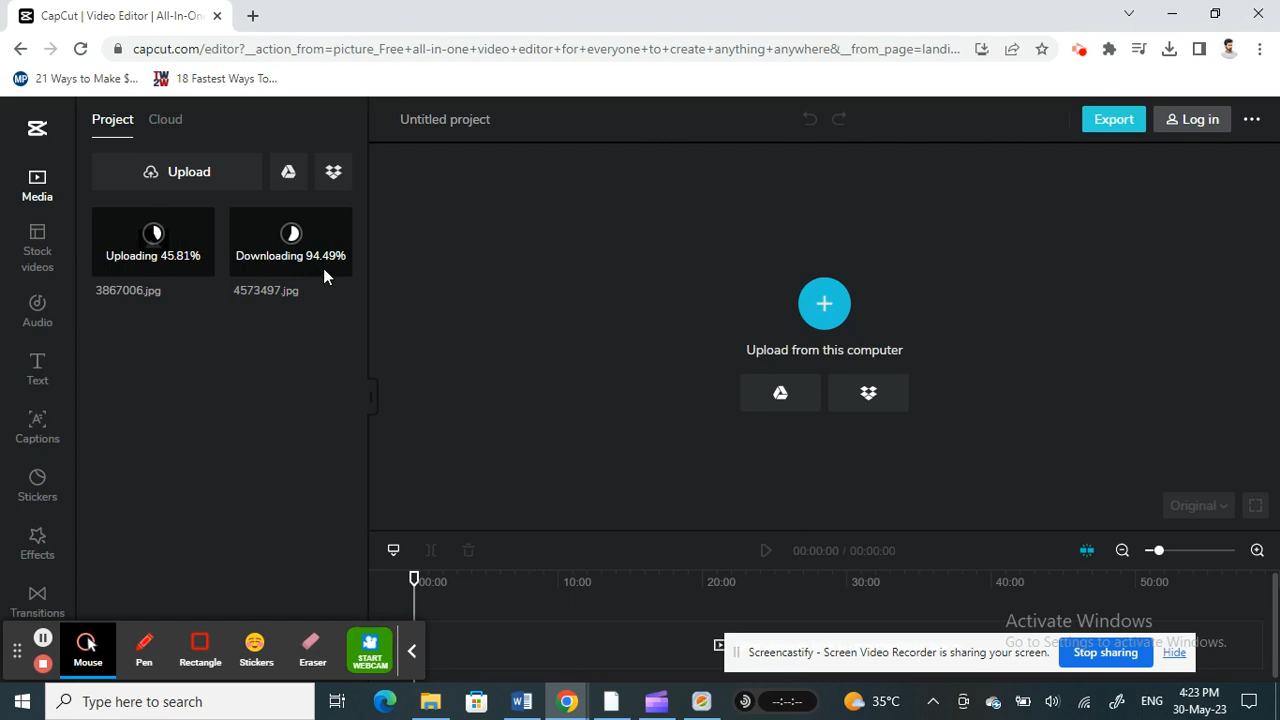 CapCut | Video Editor | All-In-On
capcut.com/editor?__action_from=picture_Free+all-in-one+video+editor+for+everyone+to+create+anything+anywhere&__from_page=landi...
MP 21 Ways to Make $... TW2W 18 Fastest Ways To...
Project Cloud Untitled project Export Log in
Upload
Media
Uploading 45.81% Downloading 94.49%
3867006.jpg 4573497.jpg
Stock
videos
Audio
Upload from this computer
Text
Captions
Stickers
Original
Effects
00:00:00 / 00:00:00
00:00 10:00 20:00 30:00 40:00 50:00
Transitions
Activate Windows
Go to Settings to activate Windows.
Mouse Pen Rectangle Stickers Eraser START
WEBCAM
Screencastify - Screen Video Recorder is sharing your screen. Stop sharing Hide
Type here to search --:--:-- 35°C ENG 4:23 PM
30-May-23